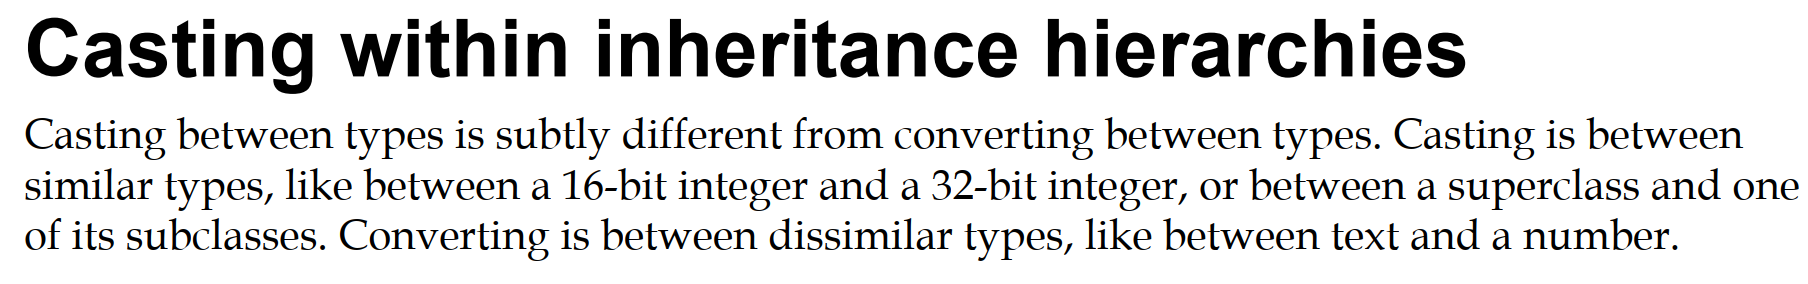 Casting within inheritance hierarchies
Casting between types is subtly different from converting between types. Casting is between
similar types, like between a 16-bit integer and a 32-bit integer, or between a superclass and one
of its subclasses. Converting is between dissimilar types, like between text and a number.